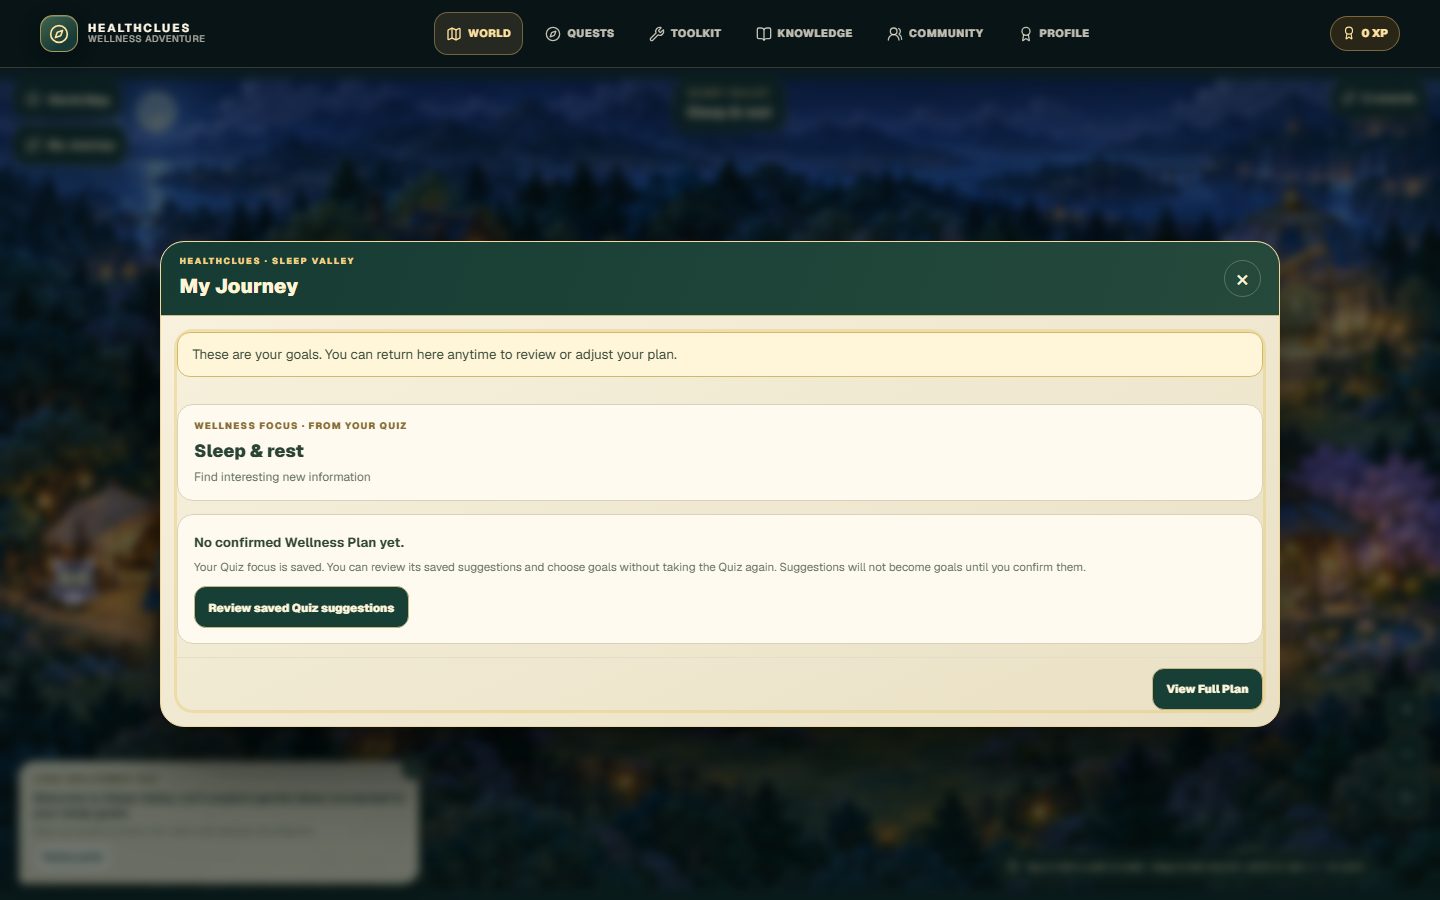 HEALTHCLUES
WELLNESS ADVENTURE
WORLD
QUESTS
TOOLKIT
KNOWLEDGE
COMMUNITY
PROFILE
0 XP
HEALTHCLUES · SLEEP VALLEY
My Journey
These are your goals. You can return here anytime to review or adjust your plan.
WELLNESS FOCUS · FROM YOUR QUIZ
Sleep & rest
Find interesting new information
No confirmed Wellness Plan yet.
Your Quiz focus is saved. You can review its saved suggestions and choose goals without taking the Quiz again. Suggestions will not become goals until you confirm them.
Review saved Quiz suggestions
View Full Plan